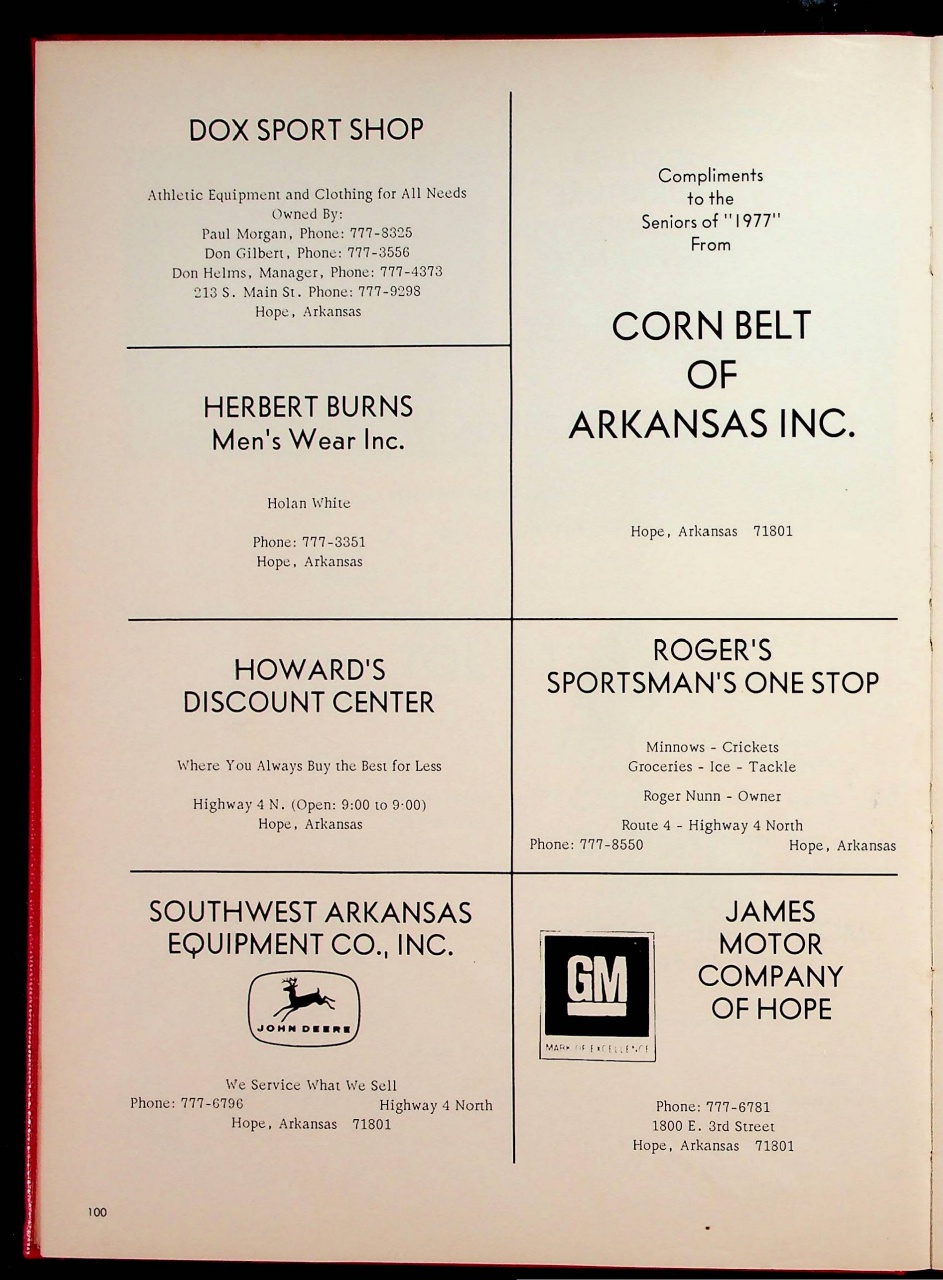 DOX SPORT SHOP
Athletic Equipment and Clothing for All Needs
Owned By:
Paul Morgan, Phone: 777-8325
Don Gilbert, Phone: 777-3556
Don Helms, Manager, Phone: 777-4373
213 S. Main St. Phone: 777-9298
Hope, Arkansas
Compliments
to the
Seniors of "1977"
From
CORN BELT
OF
ARKANSAS INC.
Hope, Arkansas 71801
HERBERT BURNS
Men's Wear Inc.
Holan White
Phone: 777-3351
Hope, Arkansas
HOWARD'S
DISCOUNT CENTER
Where You Always Buy the Best for Less
Highway 4 N. (Open: 9:00 to 9:00)
Hope, Arkansas
ROGER'S
SPORTSMAN'S ONE STOP
Minnows - Crickets
Groceries - Ice - Tackle
Roger Nunn - Owner
Route 4 - Highway 4 North
Phone: 777-8550 Hope, Arkansas
SOUTHWEST ARKANSAS
EQUIPMENT CO., INC.
JOHN DEERE
We Service What We Sell
Phone: 777-6796 Highway 4 North
Hope, Arkansas 71801
GM
MARK OF EXCELLENCE
JAMES
MOTOR
COMPANY
OF HOPE
Phone: 777-6781
1800 E. 3rd Street
Hope, Arkansas 71801
100